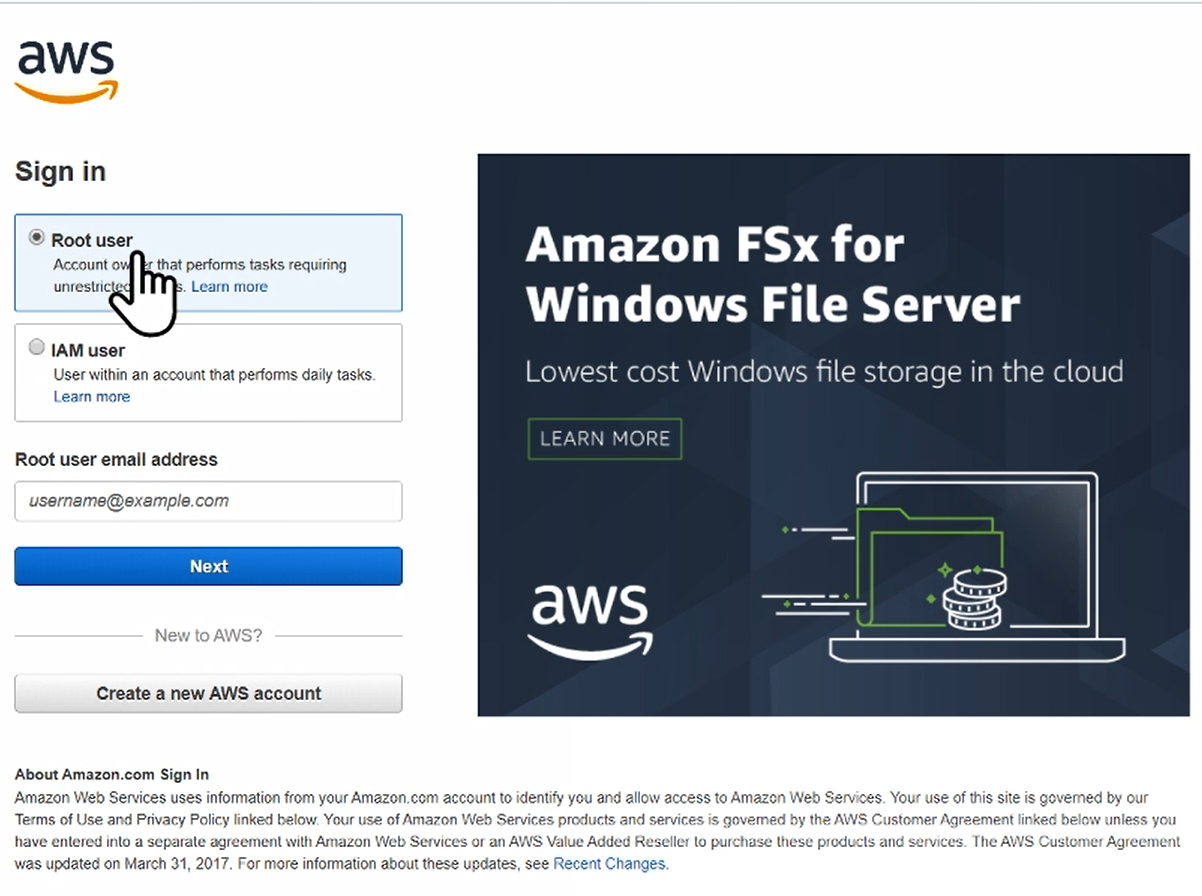 aws
Sign in
Root user
Account that performs tasks requiring
Learn more
IAM user
User within an account that performs daily tasks.
Learn more
Root user email address
username@example.com
Next
New to AWS?
Create a new AWS account
Amazon FSx for
Windows File Server
Lowest cost Windows file storage in the cloud
LEARN MORE
aws
About Amazon.com Sign In
Amazon Web Services uses information from your Amazon.com account to identify you and allow access to Amazon Web Services. Your use of this site is governed by our
Terms of Use and Privacy Policy linked below. Your use of Amazon Web Services products and services is governed by the AWS Customer Agreement linked below unless you
have entered into a separate agreement with Amazon Web Services or an AWS Value Added Reseller to purchase these products and services. The AWS Customer Agreement
was updated on March 31, 2017. For more information about these updates, see Recent Changes.